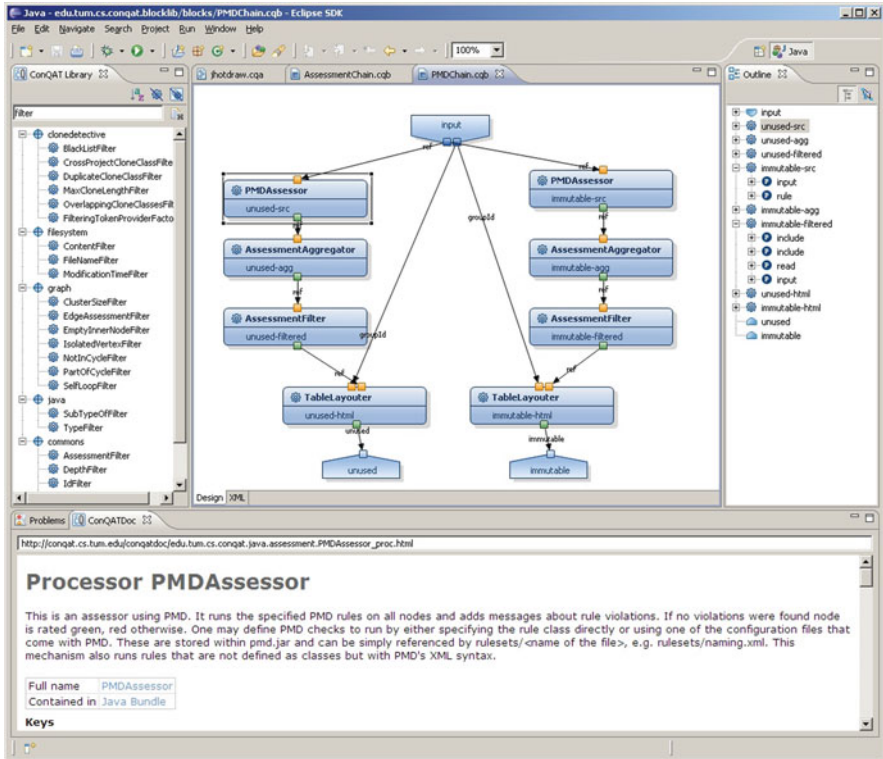 Java - edu.tum.cs.conqat.blocklib/blocks/PMDChain.cqb - Eclipse SDK
File Edit Navigate Search Project Run Window Help
100%
Java
ConQAT Library
filter
clonedetective
BlackListFilter
CrossProjectCloneClassFilte
DuplicateCloneClassFilter
MaxCloneLengthFilter
OverlappingCloneClassesFilt
FilteringTokenProviderFacto
filesystem
ContentFilter
FileNameFilter
ModificationTimeFilter
graph
ClusterSizeFilter
EdgeAssessmentFilter
EmptyInnerNodeFilter
IsolatedVertexFilter
NotInCycleFilter
PartOfCycleFilter
SelfLoopFilter
java
SubTypeOfFilter
TypeFilter
commons
AssessmentFilter
DepthFilter
IdFilter
jhotdraw.cqa
AssessmentChain.cqb
PMDChain.cqb
input
ref
ref
PMDAssessor
unused-src
PMDAssessor
immutable-src
ref
groupId
ref
AssessmentAggregator
unused-agg
AssessmentAggregator
immutable-agg
ref
ref
AssessmentFilter
unused-filtered
AssessmentFilter
immutable-filtered
groupId
ref
ref
TableLayouter
unused-html
TableLayouter
immutable-html
unused
immutable
unused
immutable
Design XML
Outline
input
unused-src
unused-agg
unused-filtered
immutable-src
input
rule
immutable-agg
immutable-filtered
include
include
read
input
unused-html
immutable-html
unused
immutable
Problems
ConQATDoc
http://conqat.cs.tum.edu/conqatdoc/edu.tum.cs.conqat.java.assessment.PMDAssessor_proc.html
Processor PMDAssessor
This is an assessor using PMD. It runs the specified PMD rules on all nodes and adds messages about rule violations. If no violations were found node
is rated green, red otherwise. One may define PMD checks to run by either specifying the rule class directly or using one of the configuration files that
come with PMD. These are stored within pmd.jar and can be simply referenced by rulesets/<name of the file>, e.g. rulesets/naming.xml. This
mechanism also runs rules that are not defined as classes but with PMD's XML syntax.
Full name PMDAssessor
Contained in Java Bundle
Keys